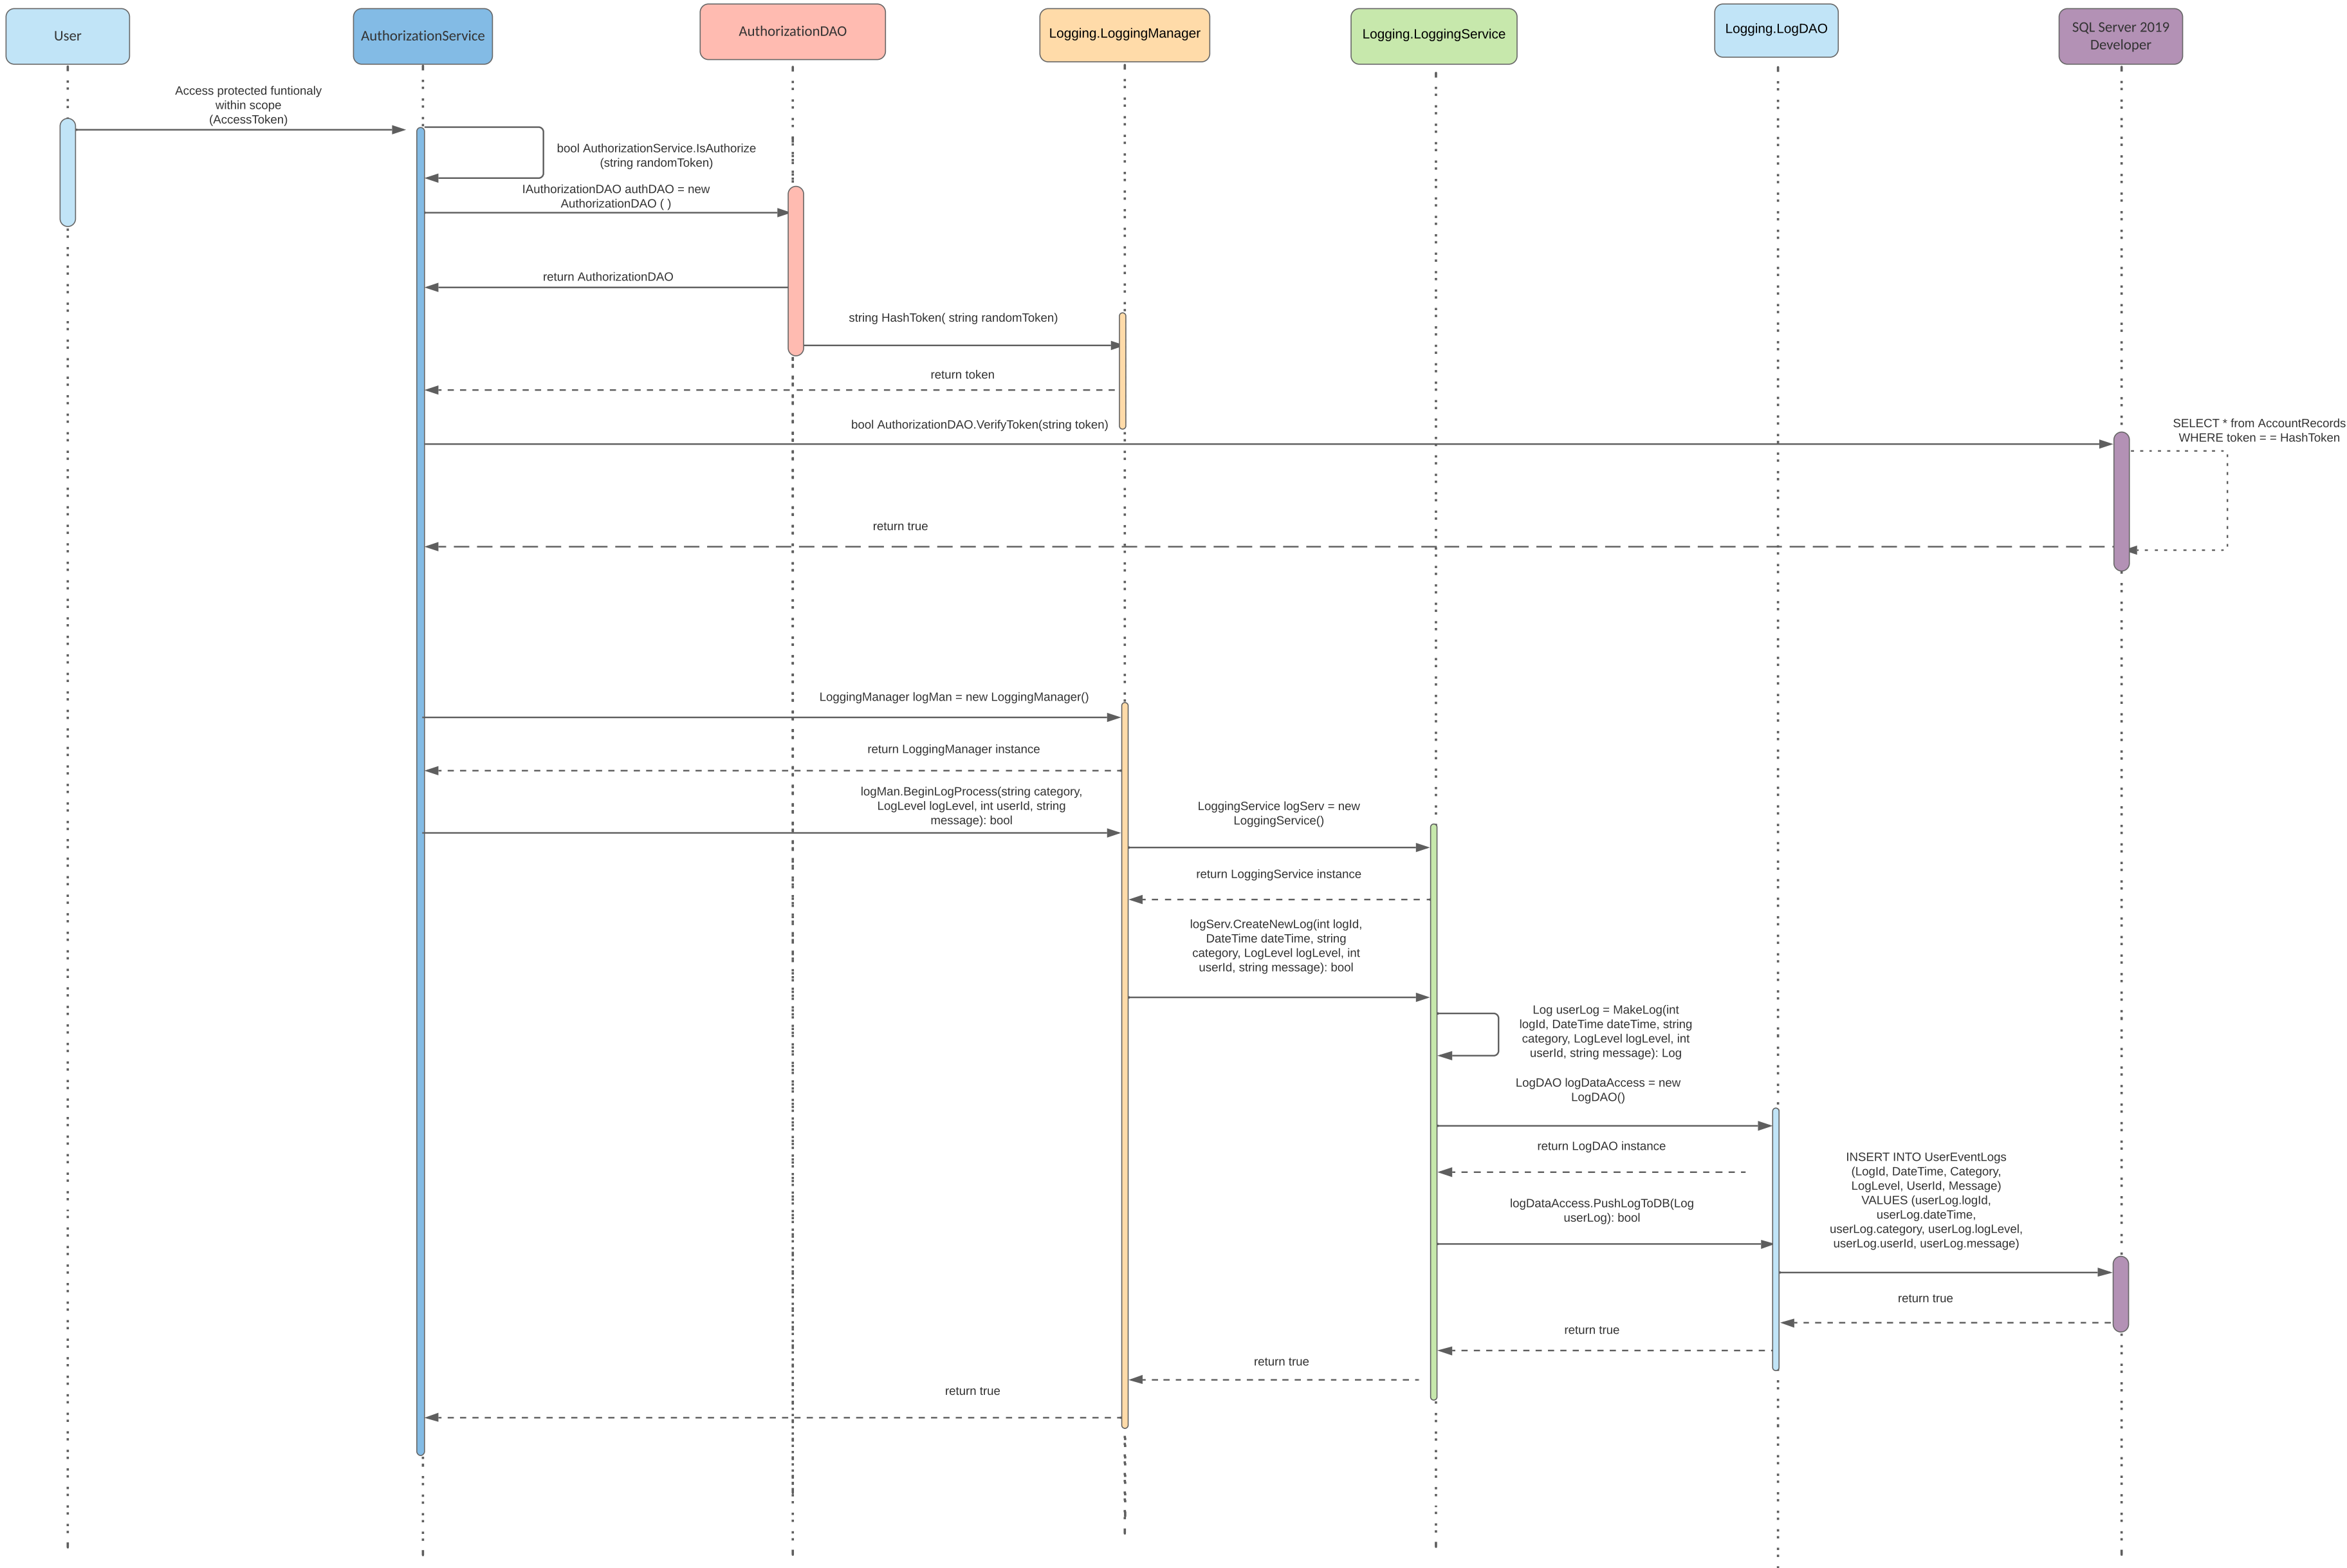 User
AuthorizationService
AuthorizationDAO
Logging.LoggingManager
Logging.LoggingService
Logging.LogDAO
SQL Server 2019
Developer
Access protected funtionaly
within scope
(AccessToken)
bool AuthorizationService.IsAuthorize
(string randomToken)
IAuthorizationDAO authDAO = new
AuthorizationDAO ( )
return AuthorizationDAO
string HashToken( string randomToken)
return token
bool AuthorizationDAO.VerifyToken(string token)
SELECT * from AccountRecords
WHERE token = = HashToken
return true
LoggingManager logMan = new LoggingManager()
return LoggingManager instance
logMan.BeginLogProcess(string category,
LogLevel logLevel, int userId, string
message): bool
LoggingService logServ = new
LoggingService()
return LoggingService instance
logServ.CreateNewLog(int logId,
DateTime dateTime, string
category, LogLevel logLevel, int
userId, string message): bool
Log userLog = MakeLog(int
logId, DateTime dateTime, string
category, LogLevel logLevel, int
userId, string message): Log
LogDAO logDataAccess = new
LogDAO()
return LogDAO instance
logDataAccess.PushLogToDB(Log
userLog): bool
INSERT INTO UserEventLogs
(LogId, DateTime, Category,
LogLevel, UserId, Message)
VALUES (userLog.logId,
userLog.dateTime,
userLog.category, userLog.logLevel,
userLog.userId, userLog.message)
return true
return true
return true
return true